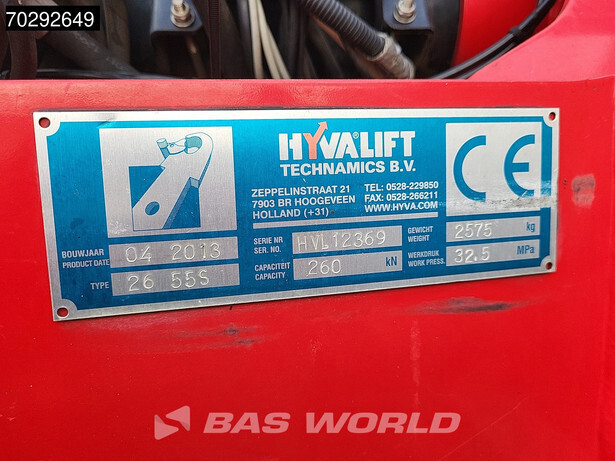 70292649
HYVALIFT
TECHNAMICS B.V.
ZEPPELINSTRAAT 21
7903 BR HOOGEVEEN
HOLLAND (+31)
TEL: 0528-229850
FAX: 0528-266211
WWW.HYVA.COM
CE
BOUWJAAR
PRODUCT DATE
04 2013
TYPE
26 55S
SERIE NR
SER. NO.
HVL12369
GEWICHT
WEIGHT
2575 kg
CAPACITEIT
CAPACITY
260 kN
WERKDRUK
WORK PRESS.
32.5 MPa
BAS WORLD